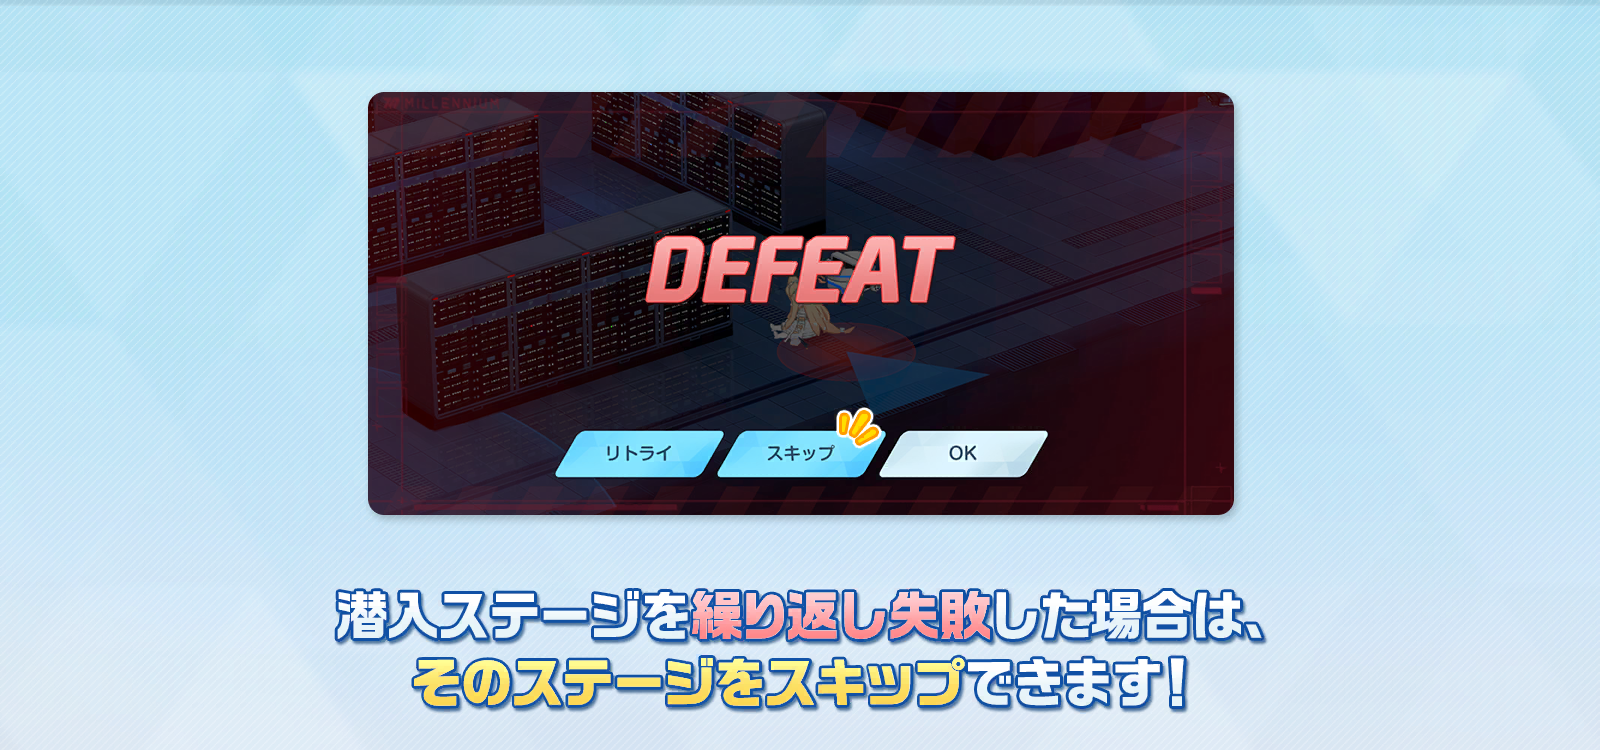 MILLENNIUM
DEFEAT
リトライ
スキップ
OK
潜入ステージを繰り返し失敗した場合は、
そのステージをスキップできます！